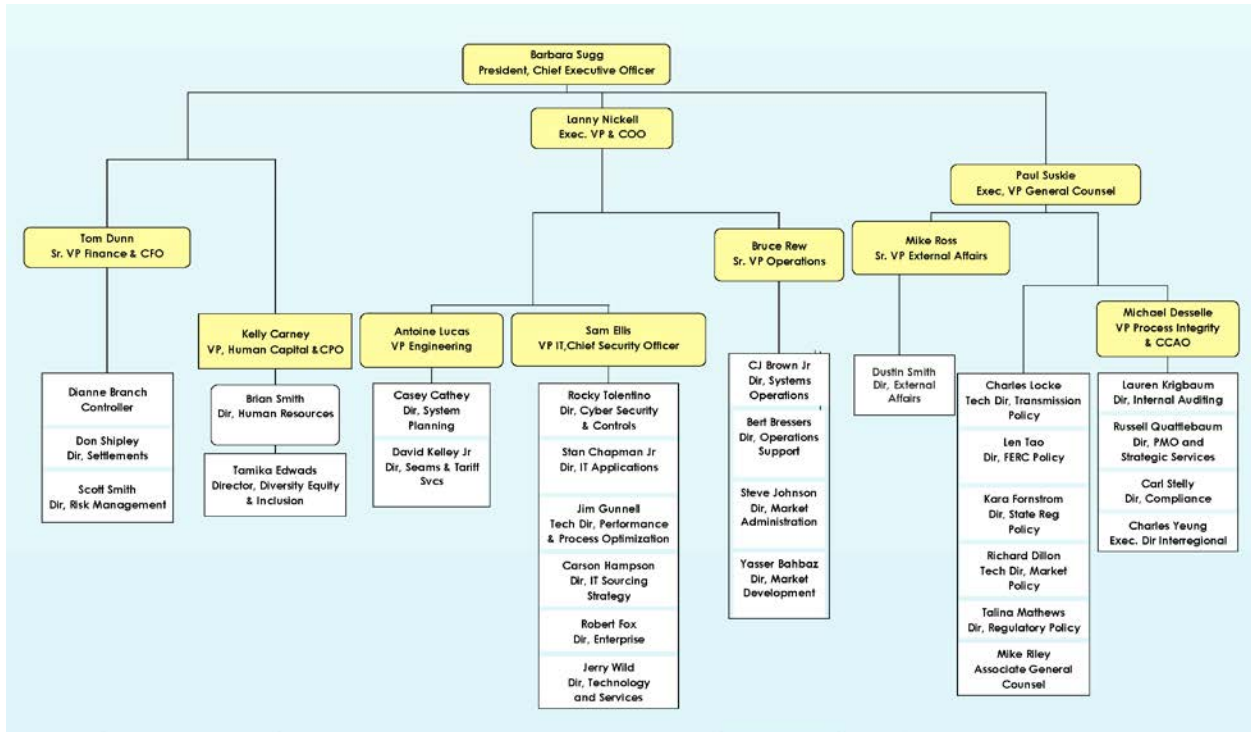 Barbara Sugg
President, Chief Executive Officer
Lanny Nickell
Exec. VP & COO
Paul Suskie
Exec, VP General Counsel
Tom Dunn
Sr. VP Finance & CFO
Bruce Rew
Sr. VP Operations
Mike Ross
Sr. VP External Affairs
Kelly Carney
VP, Human Capital &CPO
Antoine Lucas
VP Engineering
Sam Ellis
VP IT,Chief Security Officer
Michael Desselle
VP Process Integrity
& CCAO
Dianne Branch
Controller
Don Shipley
Dir, Settlements
Scott Smith
Dir, Risk Management
Brian Smith
Dir, Human Resources
Tamika Edwads
Director, Diversity Equity
& Inclusion
Casey Cathey
Dir, System
Planning
David Kelley Jr
Dir, Seams & Tariff
Svcs
Rocky Tolentino
Dir, Cyber Security
& Controls
Stan Chapman Jr
Dir, IT Applications
Jim Gunnell
Tech Dir, Performance
& Process Optimization
Carson Hampson
Dir, IT Sourcing
Strategy
Robert Fox
Dir, Enterprise
Jerry Wild
Dir, Technology
and Services
CJ Brown Jr
Dir, Systems
Operations
Bert Bressers
Dir, Operations
Support
Steve Johnson
Dir, Market
Administration
Yasser Bahbaz
Dir, Market
Development
Dustin Smith
Dir, External
Affairs
Charles Locke
Tech Dir, Transmission
Policy
Len Tao
Dir, FERC Policy
Kara Fornstrom
Dir, State Reg
Policy
Richard Dillon
Tech Dir, Market
Policy
Talina Mathews
Dir, Regulatory Policy
Mike Riley
Associate General
Counsel
Lauren Krigbaum
Dir, Internal Auditing
Russell Quattlebaum
Dir, PMO and
Strategic Services
Carl Stelly
Dir, Compliance
Charles Yeung
Exec. Dir Interregional